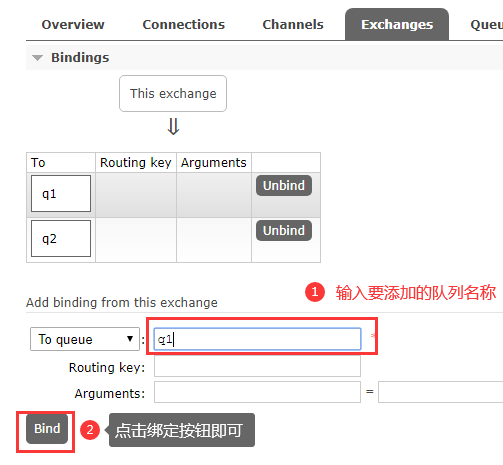 Overview Connections Channels Exchanges Queu
Bindings
This exchange
To Routing key Arguments
q1 Unbind
q2 Unbind
1 输入要添加的队列名称
Add binding from this exchange
To queue : q1 *
Routing key:
Arguments: =
Bind 2 点击绑定按钮即可